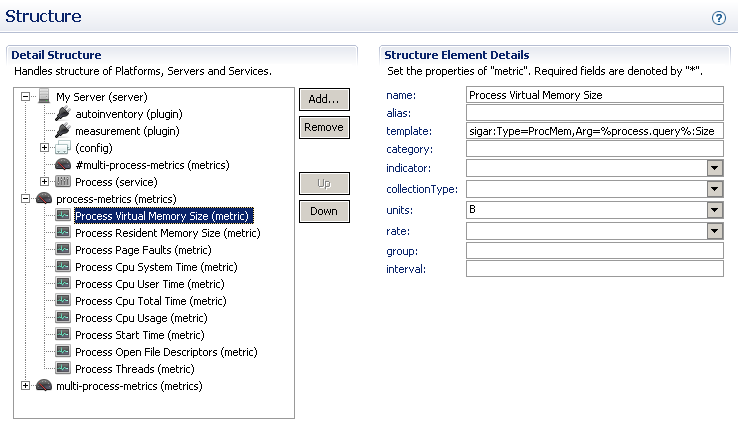 Structure
?
Detail Structure
Handles structure of Platforms, Servers and Services.
My Server (server)
autoinventory (plugin)
measurement (plugin)
(config)
#multi-process-metrics (metrics)
Process (service)
process-metrics (metrics)
Process Virtual Memory Size (metric)
Process Resident Memory Size (metric)
Process Page Faults (metric)
Process Cpu System Time (metric)
Process Cpu User Time (metric)
Process Cpu Total Time (metric)
Process Cpu Usage (metric)
Process Start Time (metric)
Process Open File Descriptors (metric)
Process Threads (metric)
multi-process-metrics (metrics)
Add...
Remove
Up
Down
Structure Element Details
Set the properties of "metric". Required fields are denoted by "*".
name: Process Virtual Memory Size
alias:
template: sigar:Type=ProcMem,Arg=%process.query%:Size
category:
indicator:
collectionType:
units: B
rate:
group:
interval: